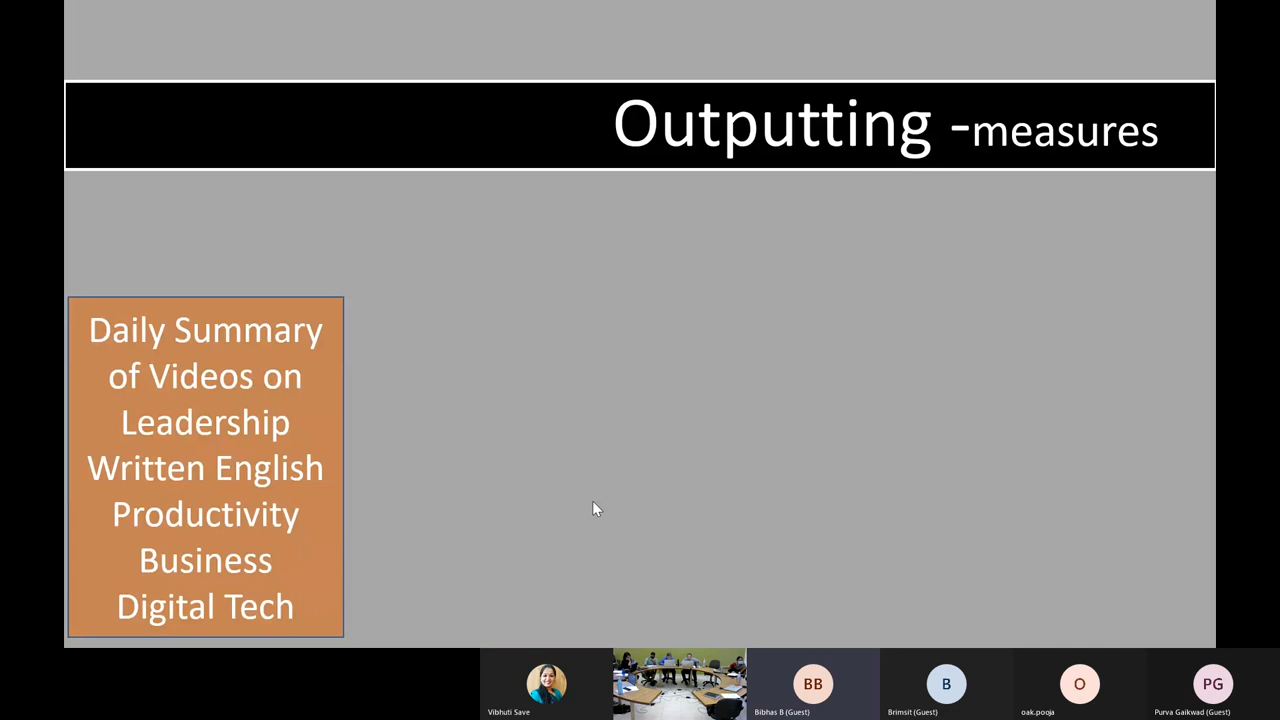 Outputting -measures
Daily Summary
of Videos on
Leadership
Written English
Productivity
Business
Digital Tech
BB
B
O
PG
Vibhuti Save
Bibhas B (Guest)
Brimsit (Guest)
oak.pooja
Purva Gaikwad (Guest)